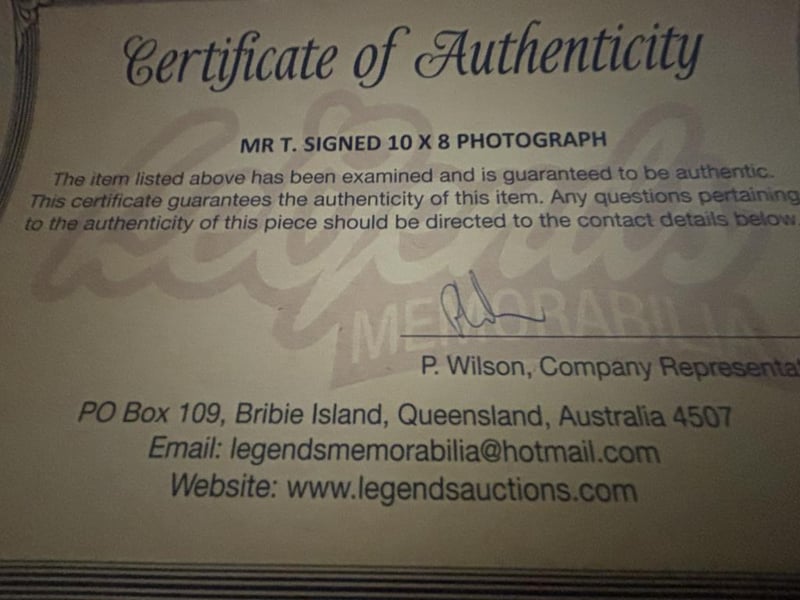 Certificate of Authenticity
MR T. SIGNED 10 X 8 PHOTOGRAPH
The item listed above has been examined and is guaranteed to be authentic.
This certificate guarantees the authenticity of this item. Any questions pertaining
to the authenticity of this piece should be directed to the contact details below.
Legends
MEMORABILIA
P. Wilson, Company Representa
PO Box 109, Bribie Island, Queensland, Australia 4507
Email: legendsmemorabilia@hotmail.com
Website: www.legendsauctions.com